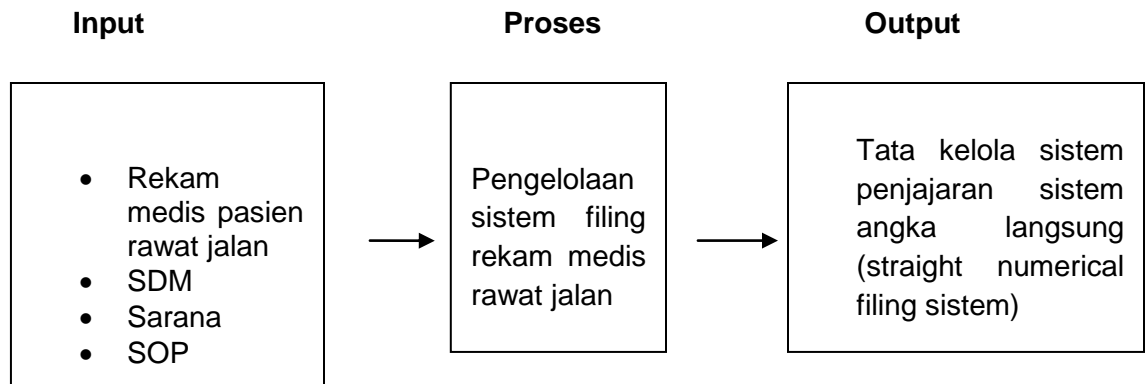 Input
Proses
Output
• Rekam
medis pasien
rawat jalan
• SDM
• Sarana
• SOP
Pengelolaan
sistem filing
rekam medis
rawat jalan
Tata kelola sistem
penjajaran sistem
angka langsung
(straight numerical
filing sistem)